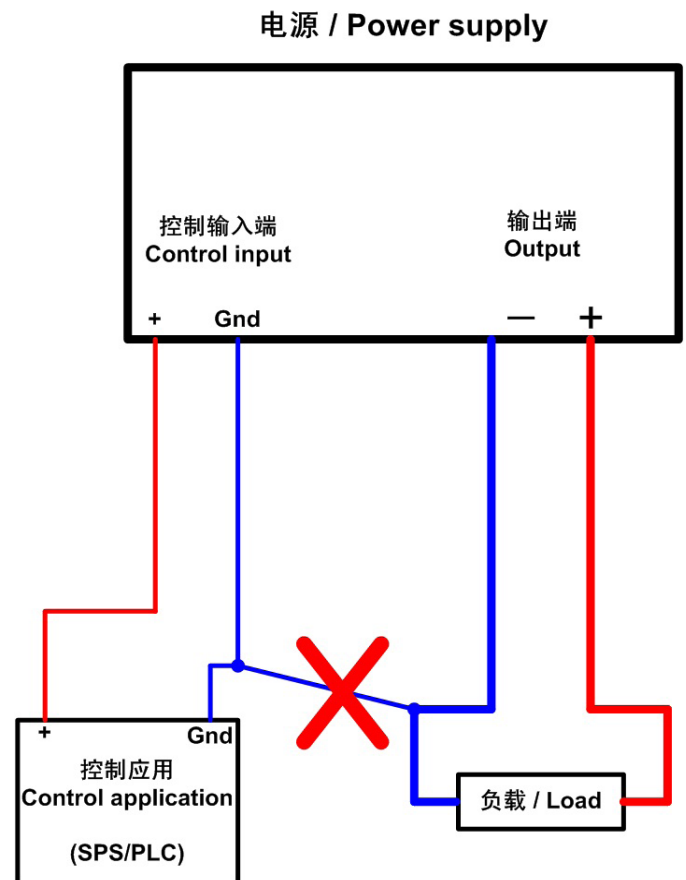 电源 / Power supply
控制输入端
Control input
输出端
Output
+
Gnd
—
+
+
Gnd
控制应用
Control application
(SPS/PLC)
负载 / Load